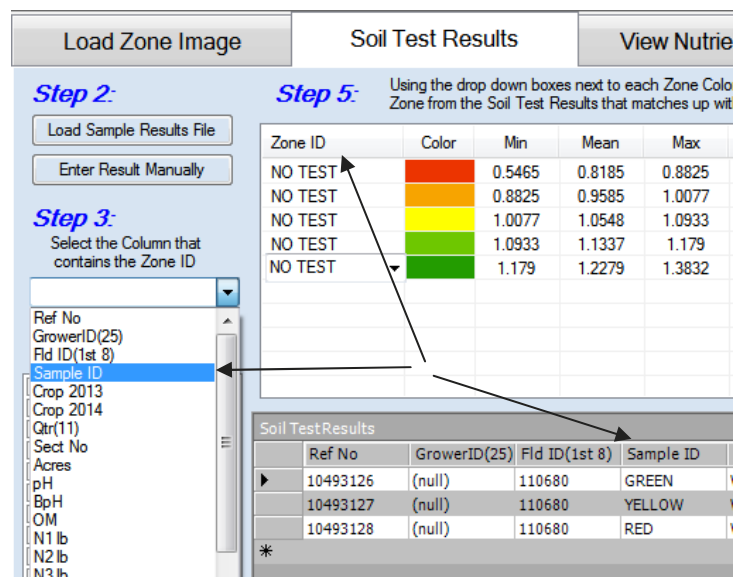 Load Zone Image
Soil Test Results
View Nutrie
Step 2:
Load Sample Results File
Enter Result Manually
Step 3:
Select the Column that
contains the Zone ID
Ref No
GrowerID(25)
Fld ID(1st 8)
Sample ID
Crop 2013
Crop 2014
Qtr(11)
Sect No
Acres
pH
BpH
OM
N1 lb
N2 lb
N3 lb
Step 5:
Using the drop down boxes next to each Zone Colo
Zone from the Soil Test Results that matches up wit
Zone ID Color Min Mean Max
NO TEST 0.5465 0.8185 0.8825
NO TEST 0.8825 0.9585 1.0077
NO TEST 1.0077 1.0548 1.0933
NO TEST 1.0933 1.1337 1.179
NO TEST 1.179 1.2279 1.3832
Soil TestResults
Ref No GrowerID(25) Fld ID(1st 8) Sample ID
10493126 (null) 110680 GREEN
10493127 (null) 110680 YELLOW
10493128 (null) 110680 RED